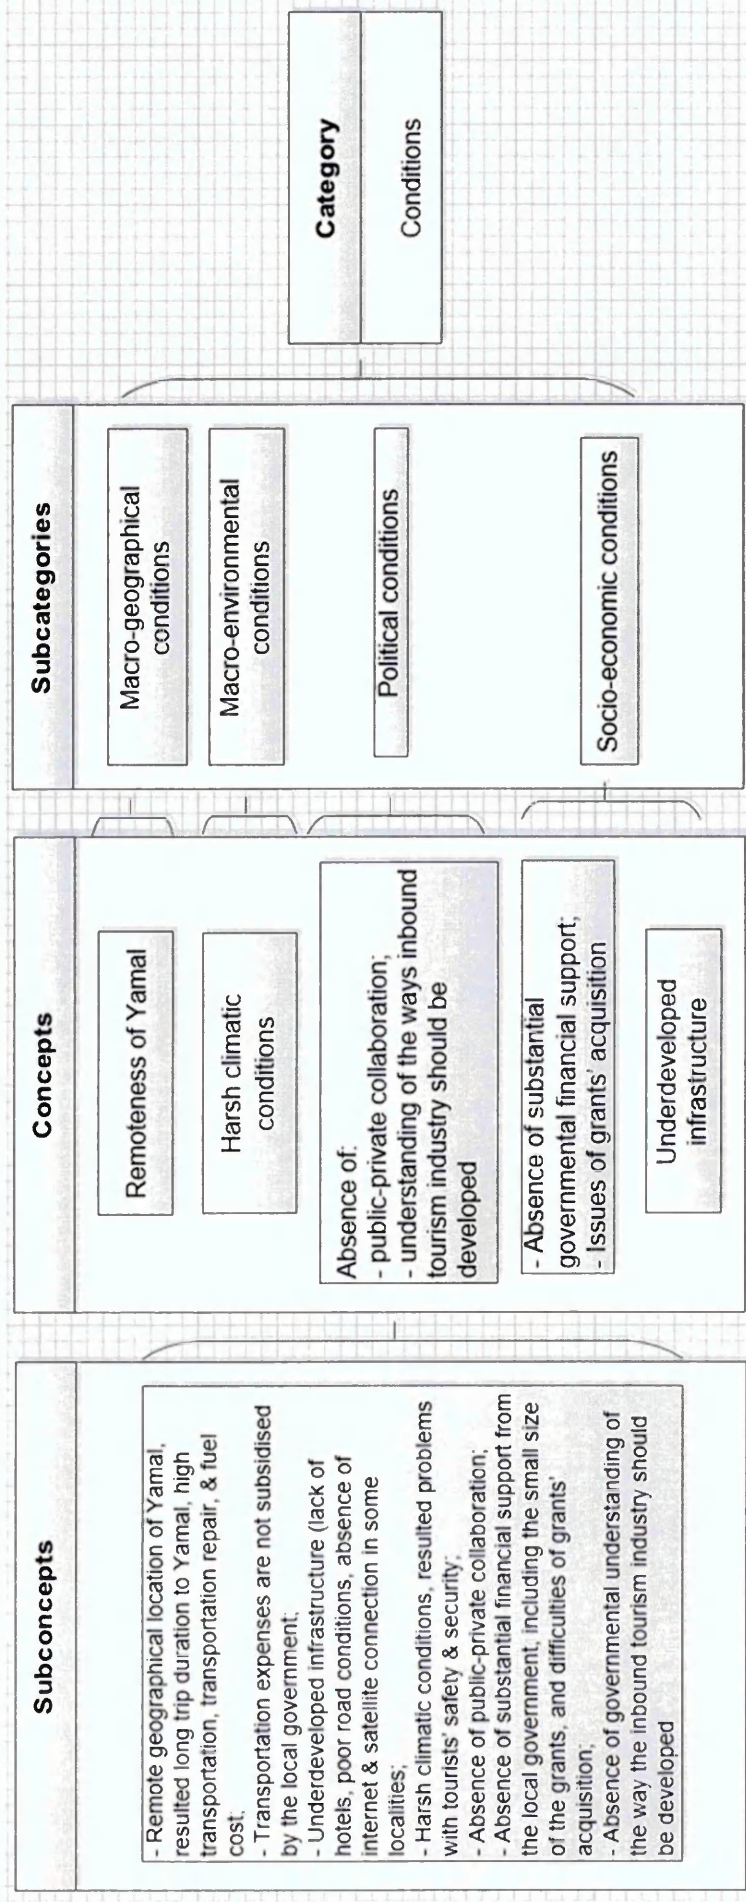 Subconcepts
- Remote geographical location of Yamal,
resulted long trip duration to Yamal, high
transportation, transportation repair, & fuel
cost;
- Transportation expenses are not subsidised
by the local government;
- Underdeveloped infrastructure (lack of
hotels, poor road conditions, absence of
internet & satellite connection in some
localities;
- Harsh climatic conditions, resulted problems
with tourists' safety & security;
- Absence of public-private collaboration;
- Absence of substantial financial support from
the local government, including the small size
of the grants, and difficulties of grants'
acquisition;
- Absence of governmental understanding of
the way the inbound tourism industry should
be developed
Concepts
Remoteness of Yamal
Harsh climatic
conditions
Absence of:
- public-private collaboration;
- understanding of the ways inbound
tourism industry should be
developed
- Absence of substantial
governmental financial support;
- Issues of grants' acquisition
Underdeveloped
infrastructure
Subcategories
Macro-geographical
conditions
Macro-environmental
conditions
Political conditions
Socio-economic conditions
Category
Conditions